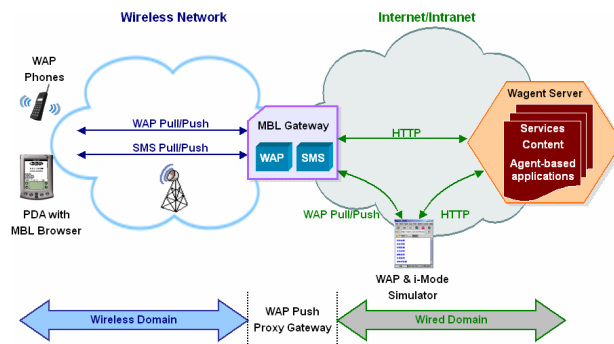 Wireless Network
Internet/Intranet
WAP
Phones
WAP Pull/Push
SMS Pull/Push
PDA with
MBL Browser
MBL Gateway
WAP
SMS
HTTP
WAP Pull/Push
HTTP
Wagent Server
Services
Content
Agent-based
applications
WAP & i-Mode
Simulator
Wireless Domain
WAP Push
Proxy Gateway
Wired Domain